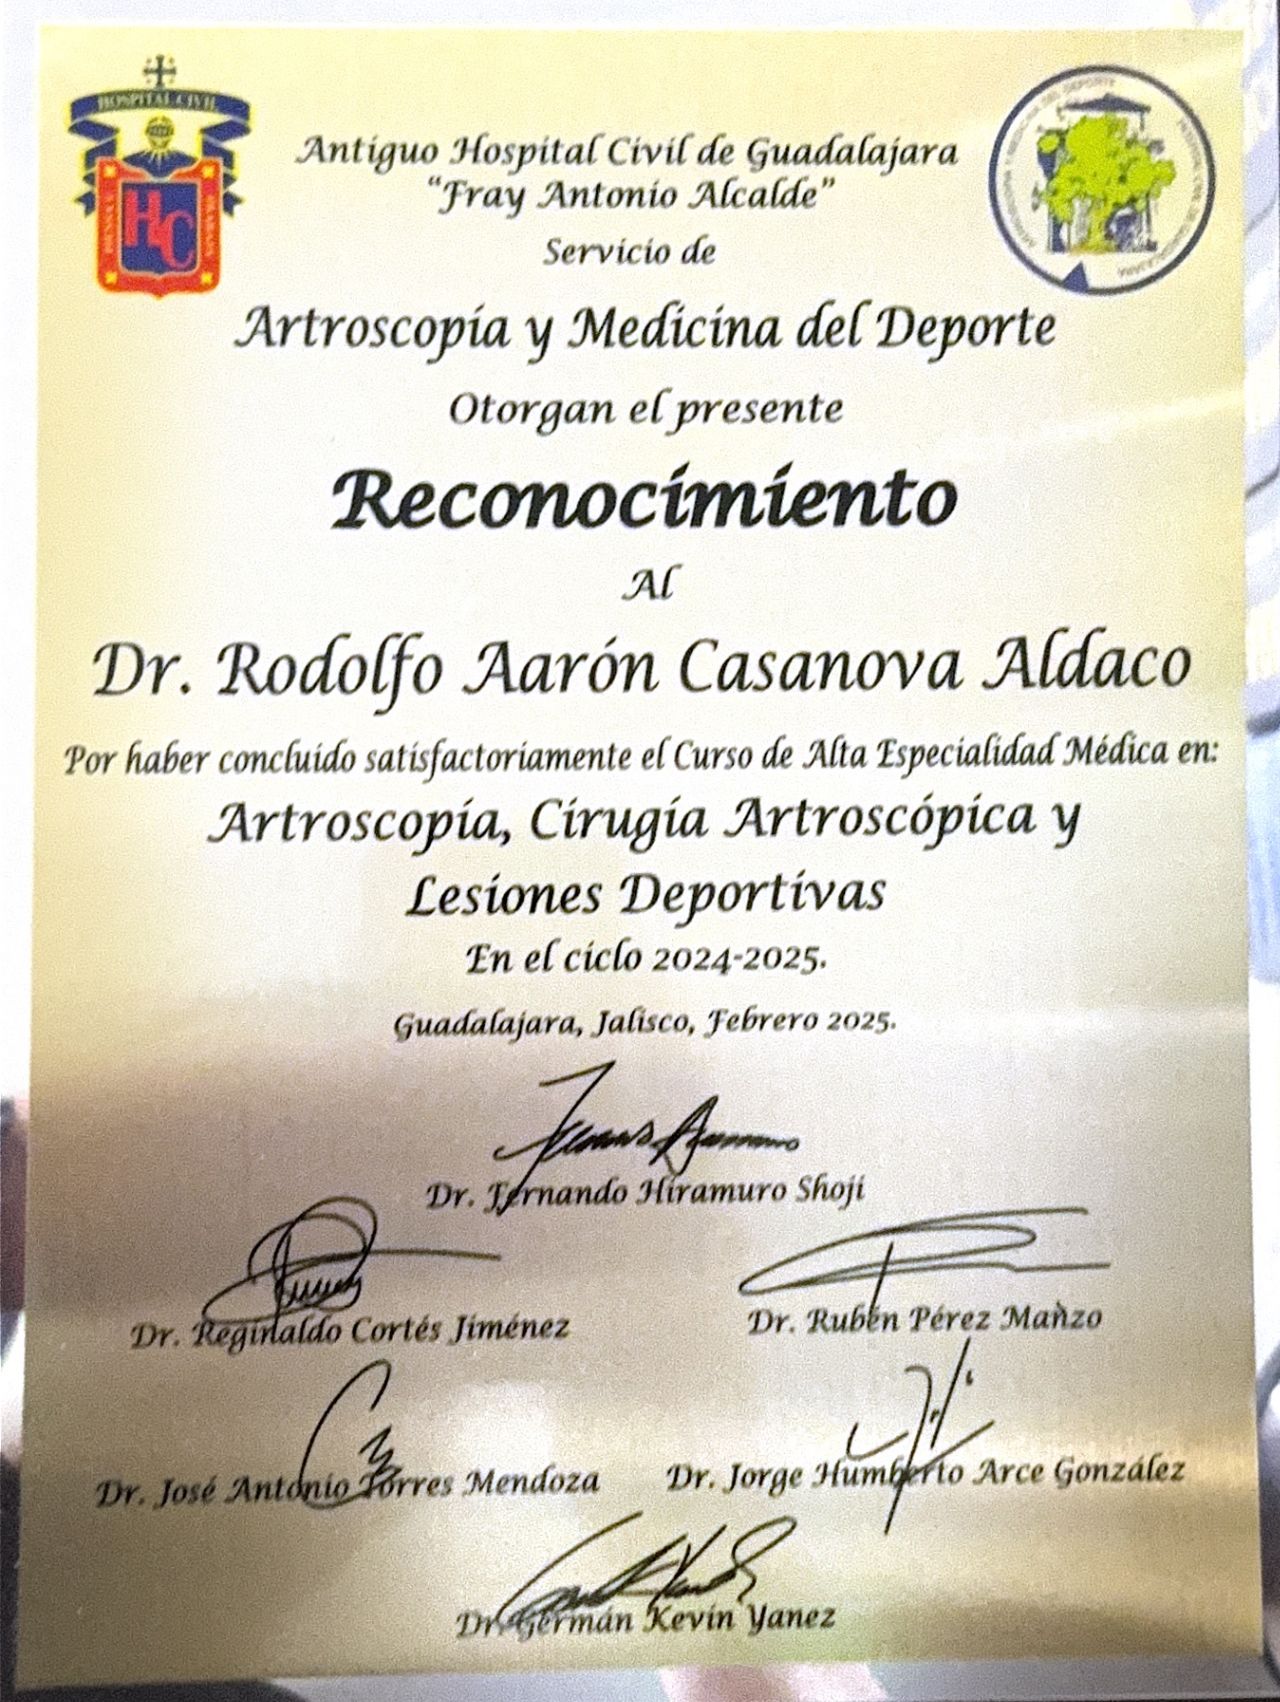 HOSPITAL CIVIL
HC
Antiguo Hospital Civil de Guadalajara
“Fray Antonio Alcalde”
Servicio de
Artroscopía y Medicina del Deporte
Otorgan el presente
Reconocimiento
Al
Dr. Rodolfo Aarón Casanova Aldaco
Por haber concluido satisfactoriamente el Curso de Alta Especialidad Médica en:
Artroscopía, Cirugía Artroscópica y
Lesiones Deportivas
En el ciclo 2024-2025.
Guadalajara, Jalisco, Febrero 2025.
Dr. Fernando Hiramuro Shoji
Dr. Reginaldo Cortés Jiménez
Dr. Rubén Pérez Manzo
Dr. José Antonio Torres Mendoza
Dr. Jorge Humberto Arce González
Dr. Germán Kevin Yanez